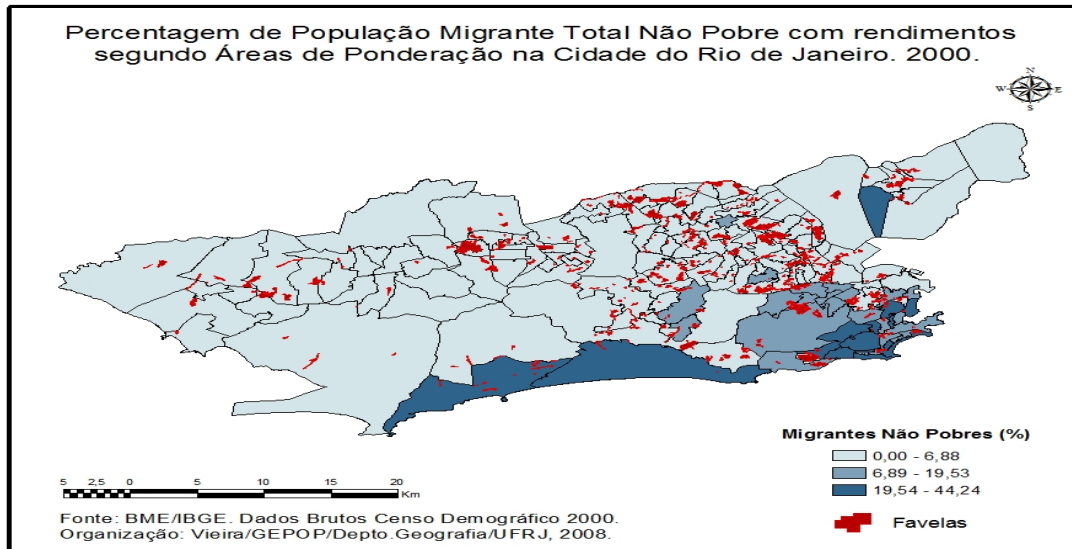 Percentagem de População Migrante Total Não Pobre com rendimentos
segundo Áreas de Ponderação na Cidade do Rio de Janeiro. 2000.
N
W E
S
Migrantes Não Pobres (%)
0,00 - 6,88
6,89 - 19,53
19,54 - 44,24
Favelas
5 2,5 0 5 10 15 20
Km
Fonte: BME/IBGE. Dados Brutos Censo Demográfico 2000.
Organização: Vieira/GEPOP/Depto.Geografia/UFRJ, 2008.